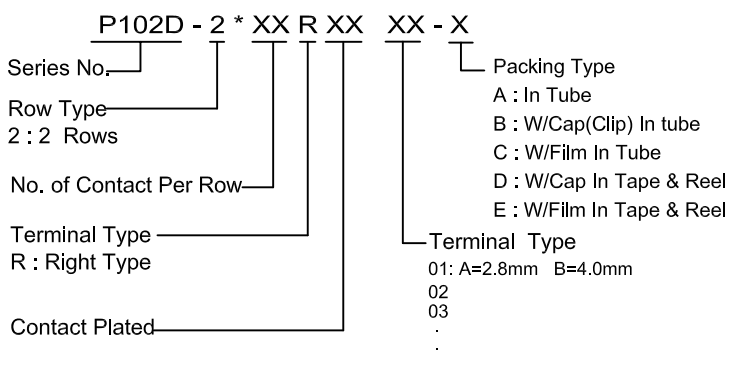 P102D - 2 * XX R XX XX - X
Series No.
Row Type
2 : 2 Rows
No. of Contact Per Row
Terminal Type
R : Right Type
Contact Plated
Packing Type
A : In Tube
B : W/Cap(Clip) In tube
C : W/Film In Tube
D : W/Cap In Tape & Reel
E : W/Film In Tape & Reel
Terminal Type
01: A=2.8mm B=4.0mm
02
03
.
.